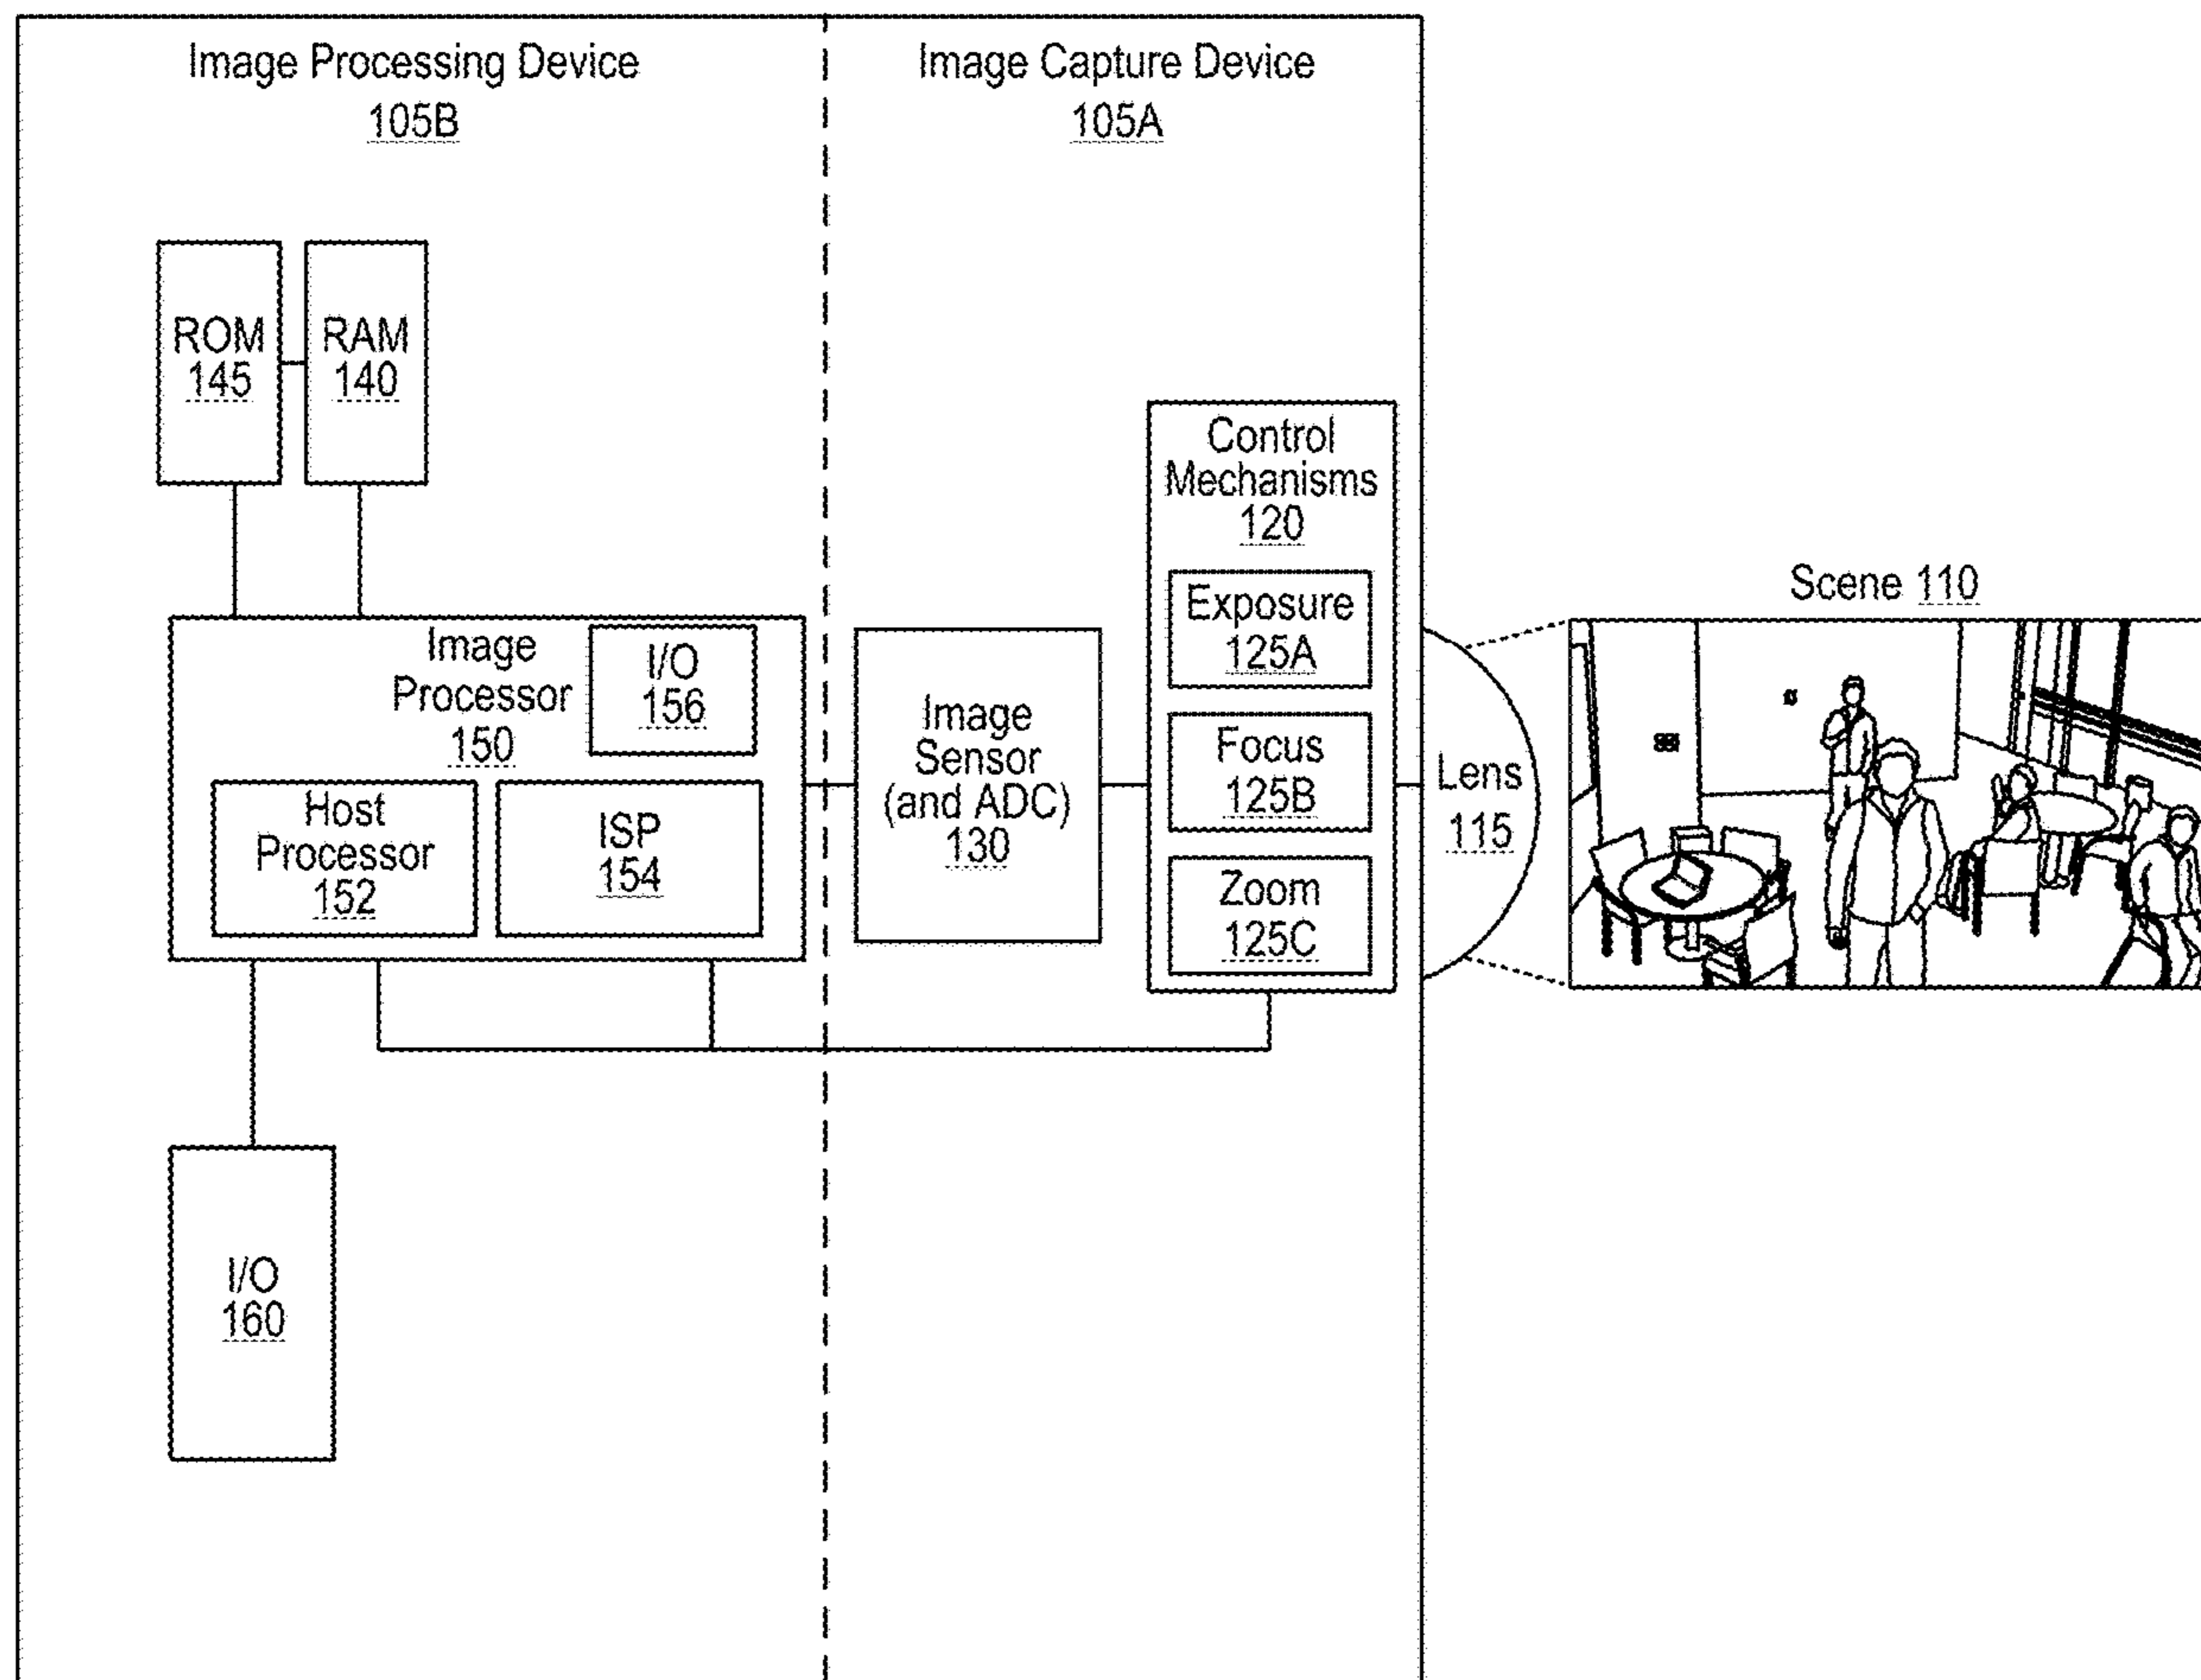 Image Processing Device
105B
Image Capture Device
105A
ROM
145
RAM
140
Control
Mechanisms
120
Exposure
125A
Focus
125B
Zoom
125C
Scene 110
Image
Processor
150
I/O
156
Host
Processor
152
ISP
154
Image
Sensor
(and ADC)
130
Lens
115
I/O
160